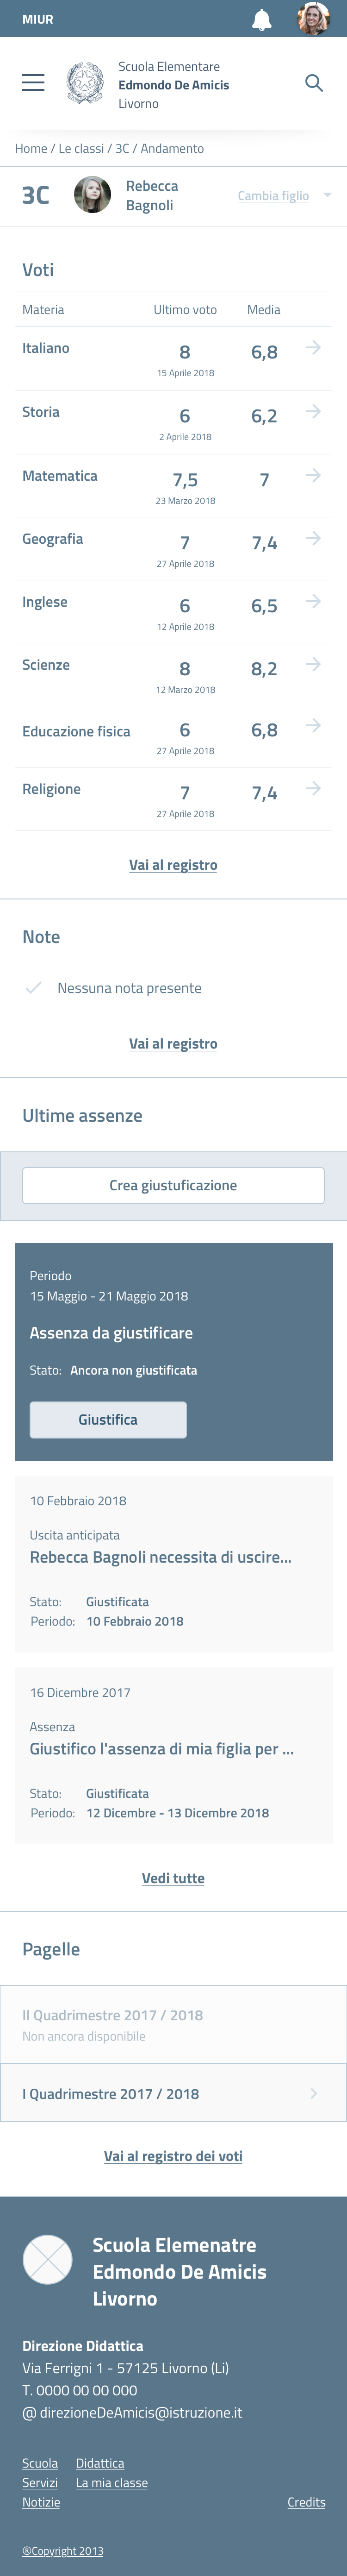 MIUR
Scuola Elementare
Edmondo De Amicis
Livorno
Home / Le classi / 3C / Andamento
3C
Rebecca
Bagnoli
Cambia figlio
Voti
Materia Ultimo voto Media
Italiano 8 6,8
15 Aprile 2018
Storia 6 6,2
2 Aprile 2018
Matematica 7,5 7
23 Marzo 2018
Geografia 7 7,4
27 Aprile 2018
Inglese 6 6,5
12 Aprile 2018
Scienze 8 8,2
12 Marzo 2018
Educazione fisica 6 6,8
27 Aprile 2018
Religione 7 7,4
27 Aprile 2018
Vai al registro
Note
Nessuna nota presente
Vai al registro
Ultime assenze
Crea giustuficazione
Periodo
15 Maggio - 21 Maggio 2018
Assenza da giustificare
Stato: Ancora non giustificata
Giustifica
10 Febbraio 2018
Uscita anticipata
Rebecca Bagnoli necessita di uscire...
Stato: Giustificata
Periodo: 10 Febbraio 2018
16 Dicembre 2017
Assenza
Giustifico l'assenza di mia figlia per ...
Stato: Giustificata
Periodo: 12 Dicembre - 13 Dicembre 2018
Vedi tutte
Pagelle
II Quadrimestre 2017 / 2018
Non ancora disponibile
I Quadrimestre 2017 / 2018
Vai al registro dei voti
Scuola Elemenatre
Edmondo De Amicis
Livorno
Direzione Didattica
Via Ferrigni 1 - 57125 Livorno (Li)
T. 0000 00 00 000
@ direzioneDeAmicis@istruzione.it
Scuola Didattica
Servizi La mia classe
Notizie Credits
®Copyright 2013